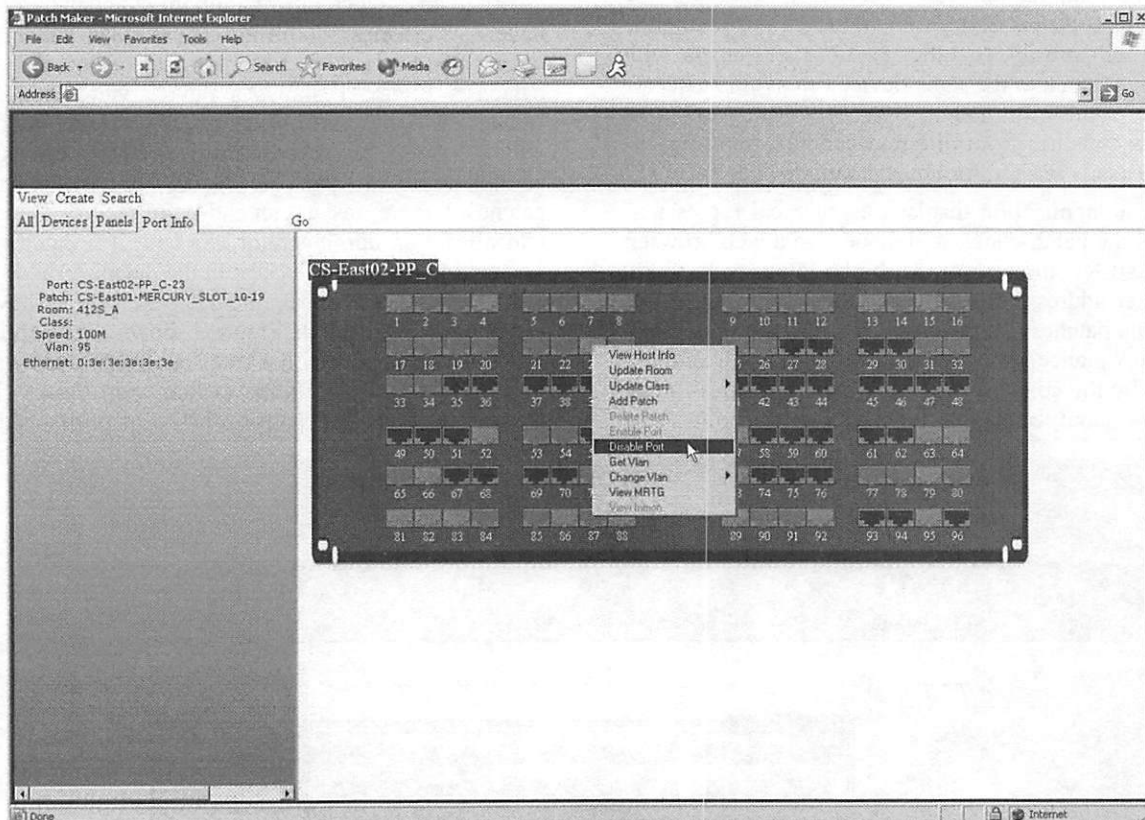 Patch Maker - Microsoft Internet Explorer
File Edit View Favorites Tools Help
Back Search Favorites Media
Address Go
View Create Search
All Devices Panels Port Info Go
Port: CS-East02-PP_C-23
Patch: CS-East01-MERCURY_SLOT_10-19
Room: 412S_A
Class:
Speed: 100M
Vlan: 95
Ethernet: 0:3e:3e:3e:3e:3e
CS-East02-PP_C
1 2 3 4 5 6 7 8 9 10 11 12 13 14 15 16
17 18 19 20 21 22 26 27 28 29 30 31 32
33 34 35 36 37 38 42 43 44 45 46 47 48
49 50 51 52 53 54 58 59 60 61 62 63 64
65 66 67 68 69 70 74 75 76 77 78 79 80
81 82 83 84 85 86 87 88 89 90 91 92 93 94 95 96
View Host Info
Update Room
Update Class
Add Patch
Delete Patch
Enable Port
Disable Port
Get Vlan
Change Vlan
View MRTG
View Inmon
Done Internet